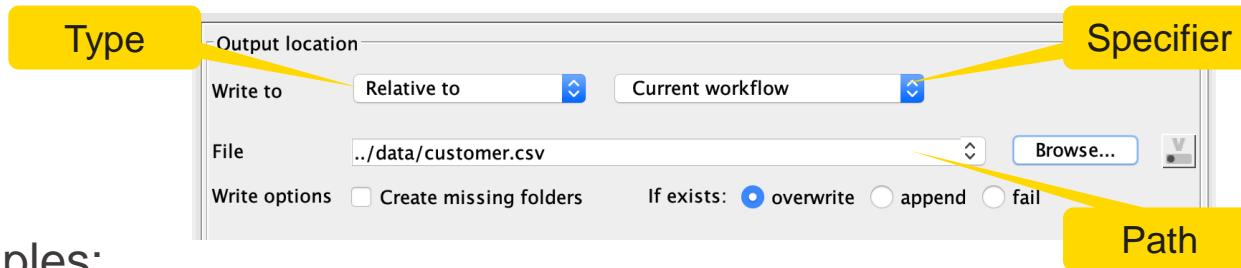 Type
Specifier
Output location
Write to
Relative to
Current workflow
File
../data/customer.csv
Browse...
V
Write options
Create missing folders
If exists:
overwrite
append
fail
Path